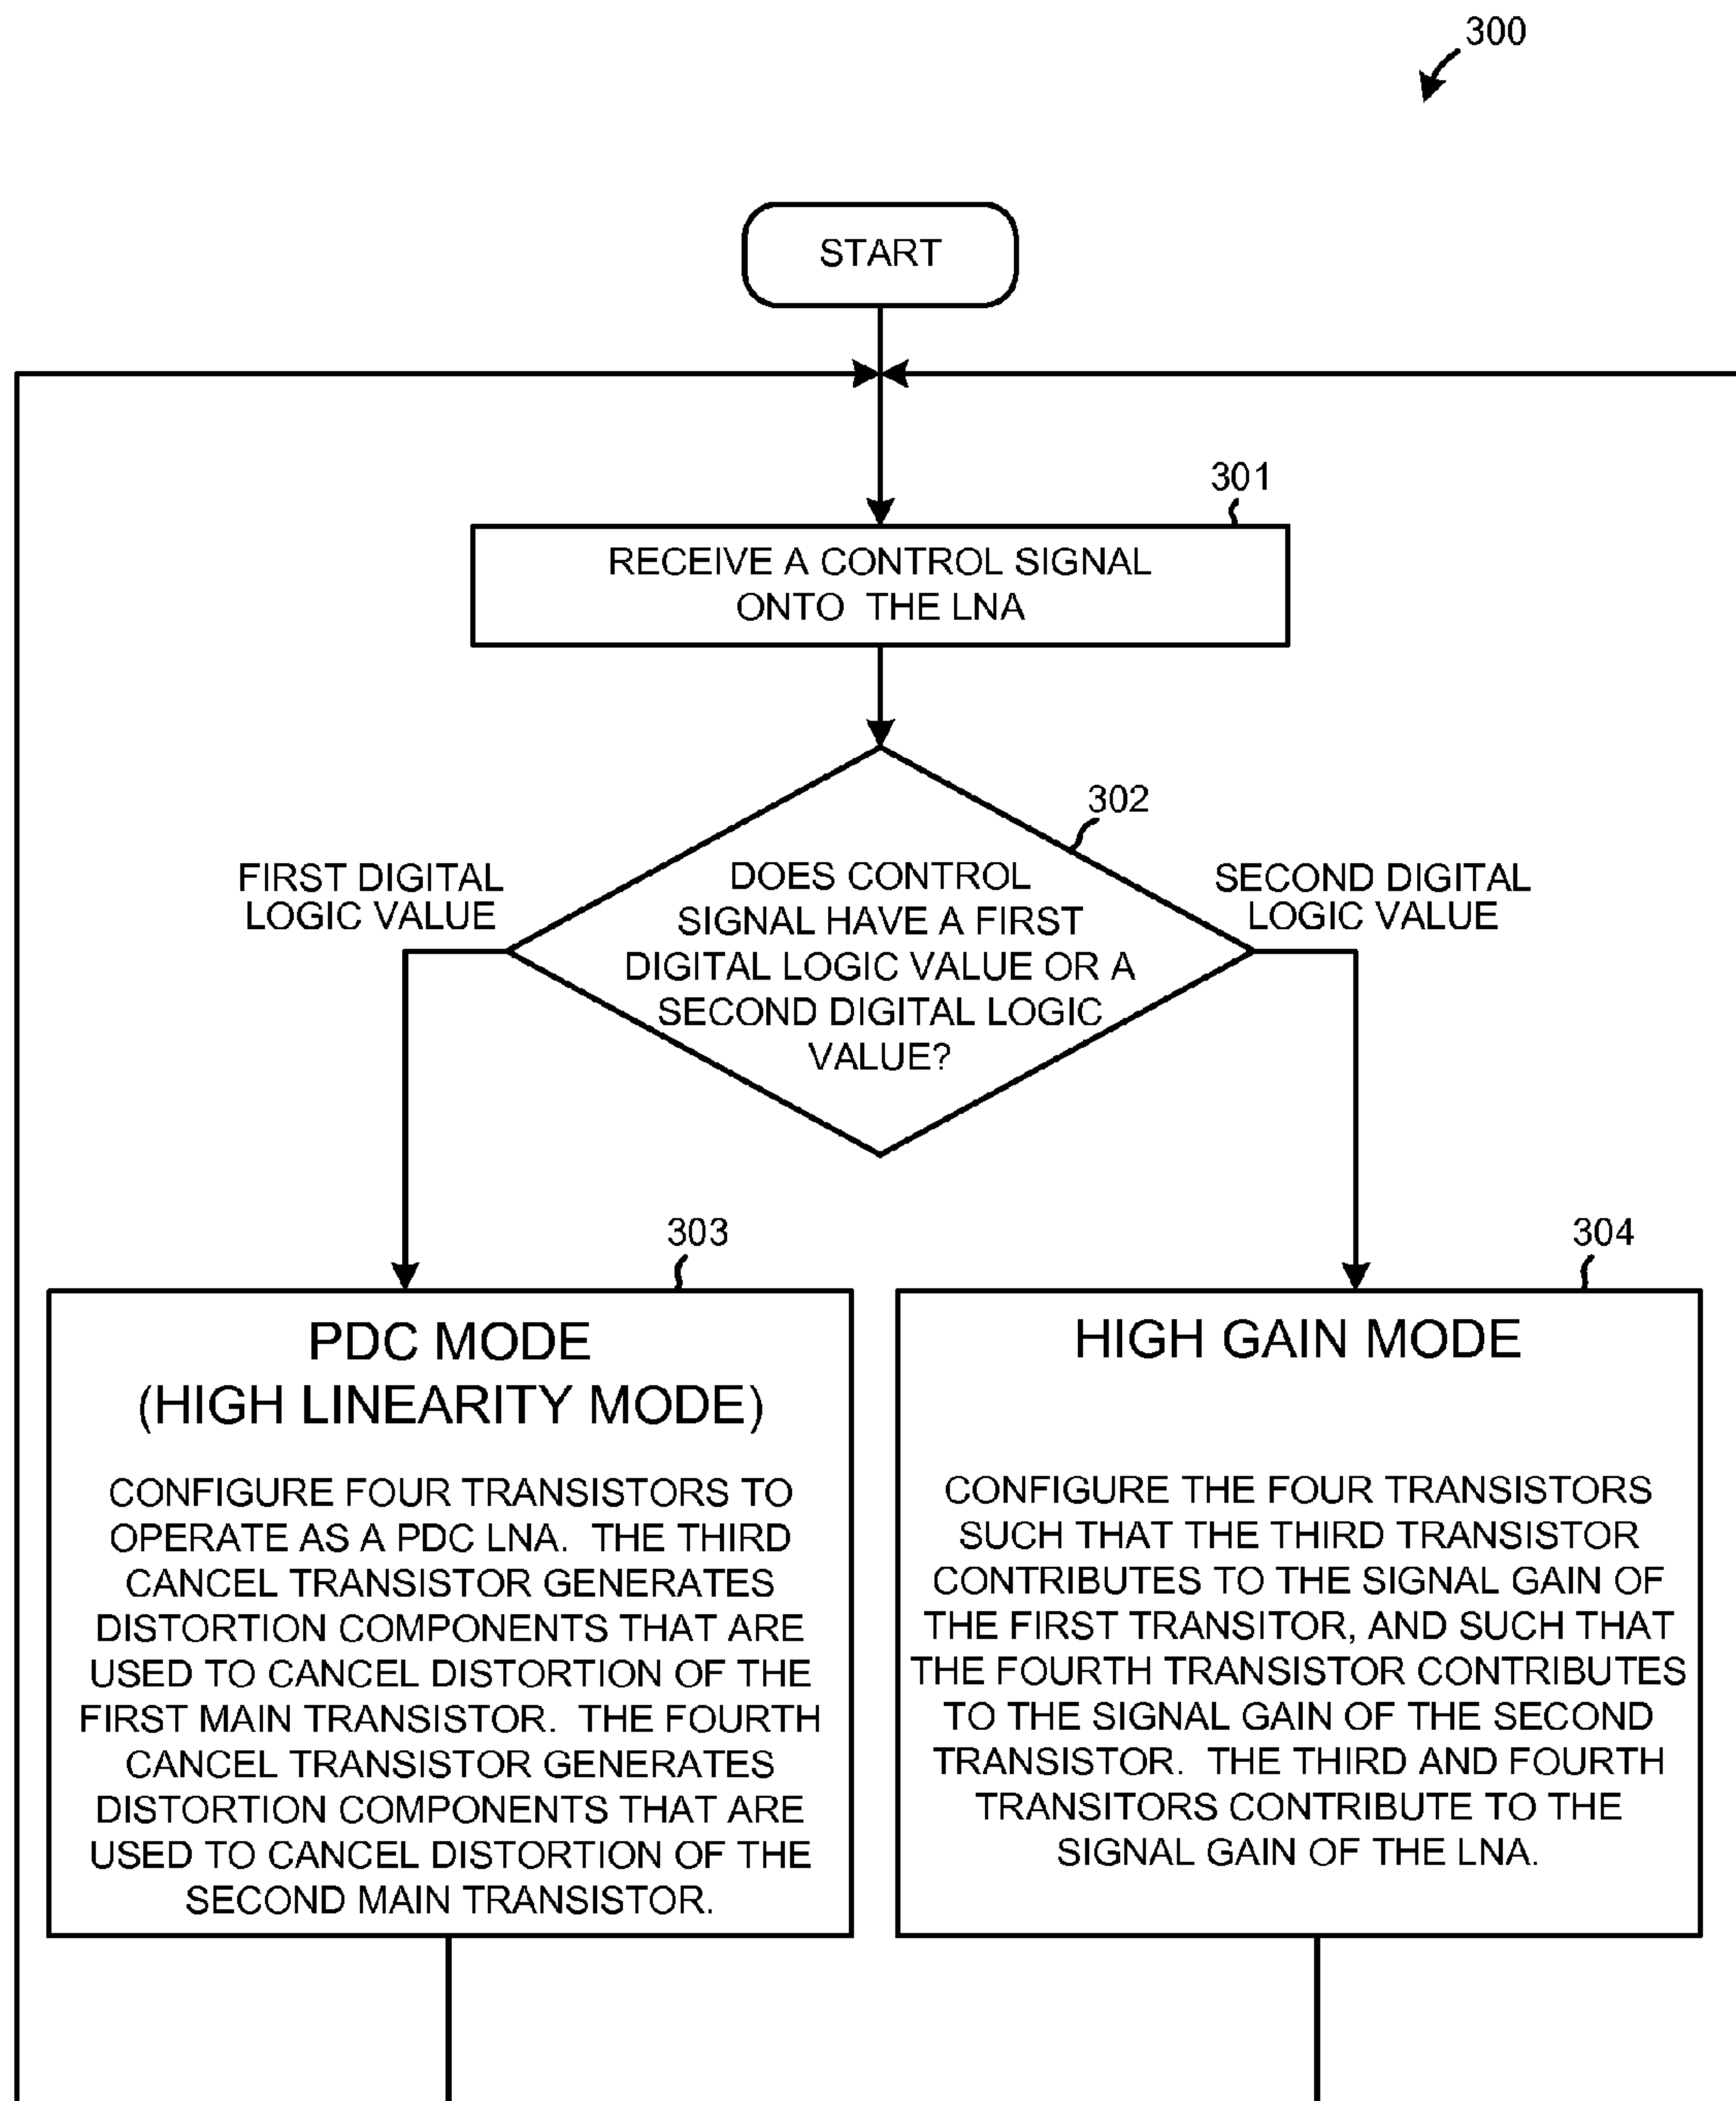 300
START
301
RECEIVE A CONTROL SIGNAL
ONTO THE LNA
302
FIRST DIGITAL
LOGIC VALUE
DOES CONTROL
SIGNAL HAVE A FIRST
DIGITAL LOGIC VALUE OR A
SECOND DIGITAL LOGIC
VALUE?
SECOND DIGITAL
LOGIC VALUE
303
PDC MODE
(HIGH LINEARITY MODE)
CONFIGURE FOUR TRANSISTORS TO
OPERATE AS A PDC LNA. THE THIRD
CANCEL TRANSISTOR GENERATES
DISTORTION COMPONENTS THAT ARE
USED TO CANCEL DISTORTION OF THE
FIRST MAIN TRANSISTOR. THE FOURTH
CANCEL TRANSISTOR GENERATES
DISTORTION COMPONENTS THAT ARE
USED TO CANCEL DISTORTION OF THE
SECOND MAIN TRANSISTOR.
304
HIGH GAIN MODE
CONFIGURE THE FOUR TRANSISTORS
SUCH THAT THE THIRD TRANSISTOR
CONTRIBUTES TO THE SIGNAL GAIN OF
THE FIRST TRANSITOR, AND SUCH THAT
THE FOURTH TRANSISTOR CONTRIBUTES
TO THE SIGNAL GAIN OF THE SECOND
TRANSISTOR. THE THIRD AND FOURTH
TRANSITORS CONTRIBUTE TO THE
SIGNAL GAIN OF THE LNA.